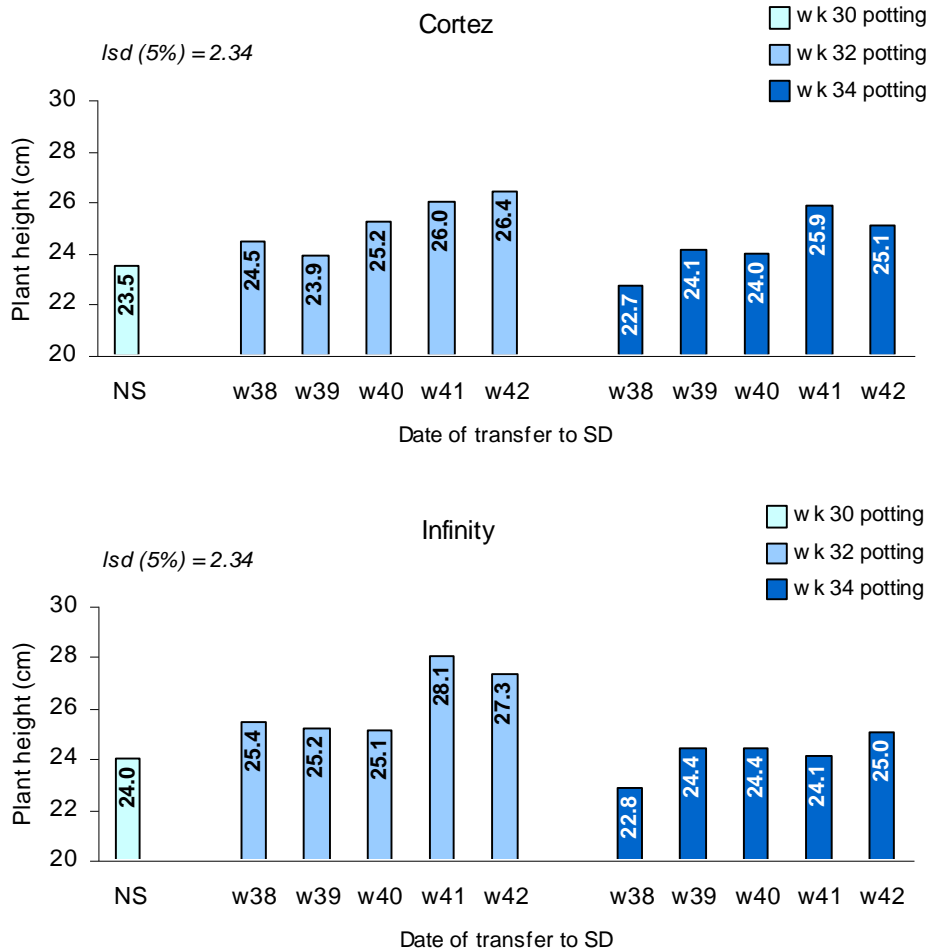 Cortez
wk 30 potting
wk 32 potting
wk 34 potting
lsd (5%) = 2.34
Plant height (cm)
30
28
26
24
22
20
23.5
24.5
23.9
25.2
26.0
26.4
22.7
24.1
24.0
25.9
25.1
NS w38 w39 w40 w41 w42 w38 w39 w40 w41 w42
Date of transfer to SD
Infinity
wk 30 potting
wk 32 potting
wk 34 potting
lsd (5%) = 2.34
Plant height (cm)
30
28
26
24
22
20
24.0
25.4
25.2
25.1
28.1
27.3
22.8
24.4
24.4
24.1
25.0
NS w38 w39 w40 w41 w42 w38 w39 w40 w41 w42
Date of transfer to SD